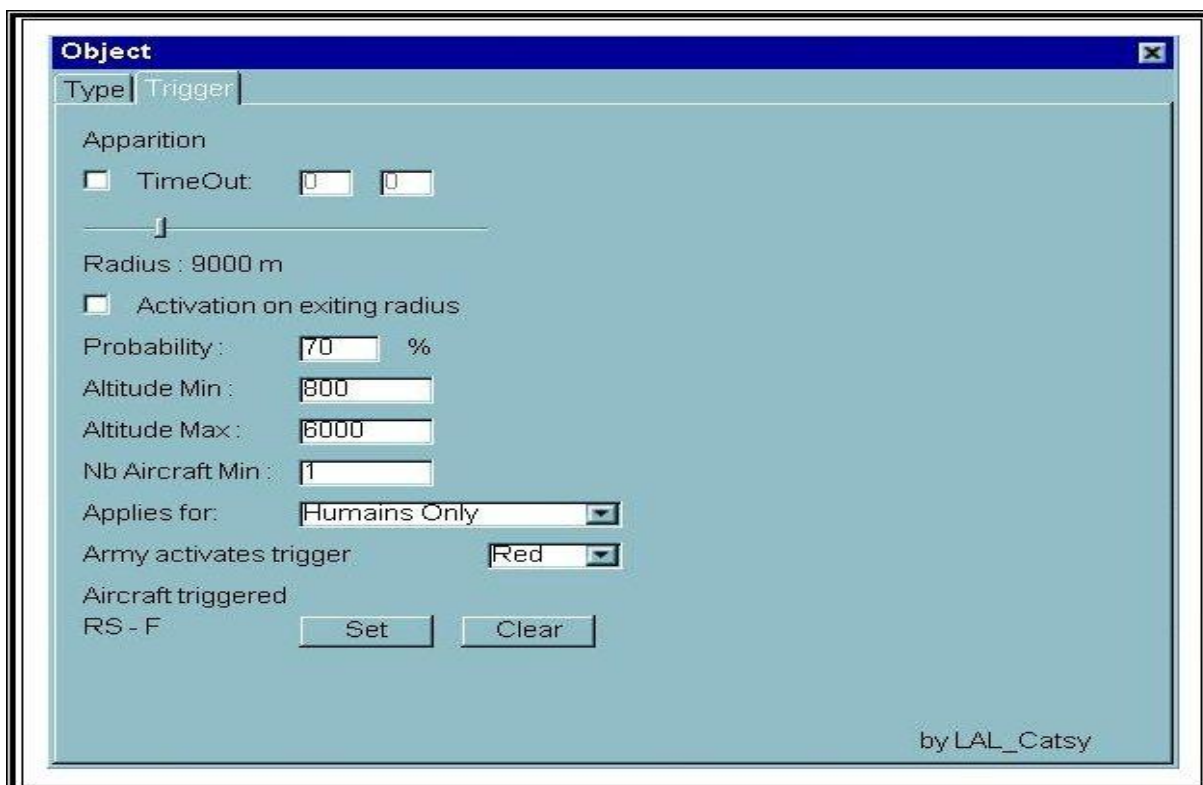 Object
Type Trigger
Apparition
TimeOut: 0 0
Radius : 9000 m
Activation on exiting radius
Probability : 70 %
Altitude Min : 800
Altitude Max : 6000
Nb Aircraft Min : 1
Applies for: Humains Only
Army activates trigger Red
Aircraft triggered
RS - F Set Clear
by LAL_Catsy